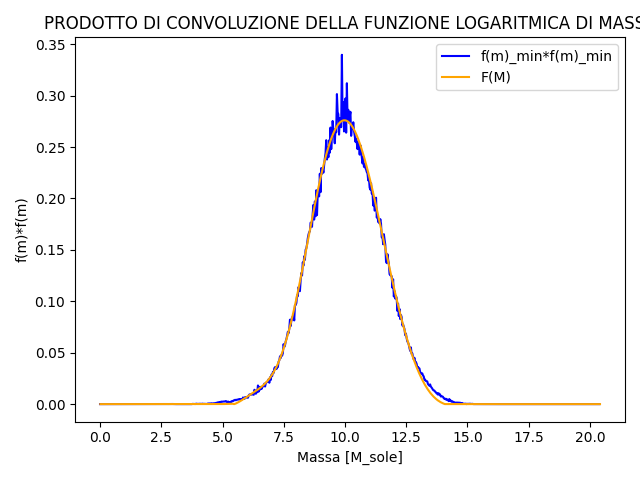 PRODOTTO DI CONVOLUZIONE DELLA FUNZIONE LOGARITMICA DI MASS
f(m)_min*f(m)_min
F(M)
f(m)*f(m)
0.35
0.30
0.25
0.20
0.15
0.10
0.05
0.00
0.0 2.5 5.0 7.5 10.0 12.5 15.0 17.5 20.0
Massa [M_sole]